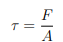 τ = F/A